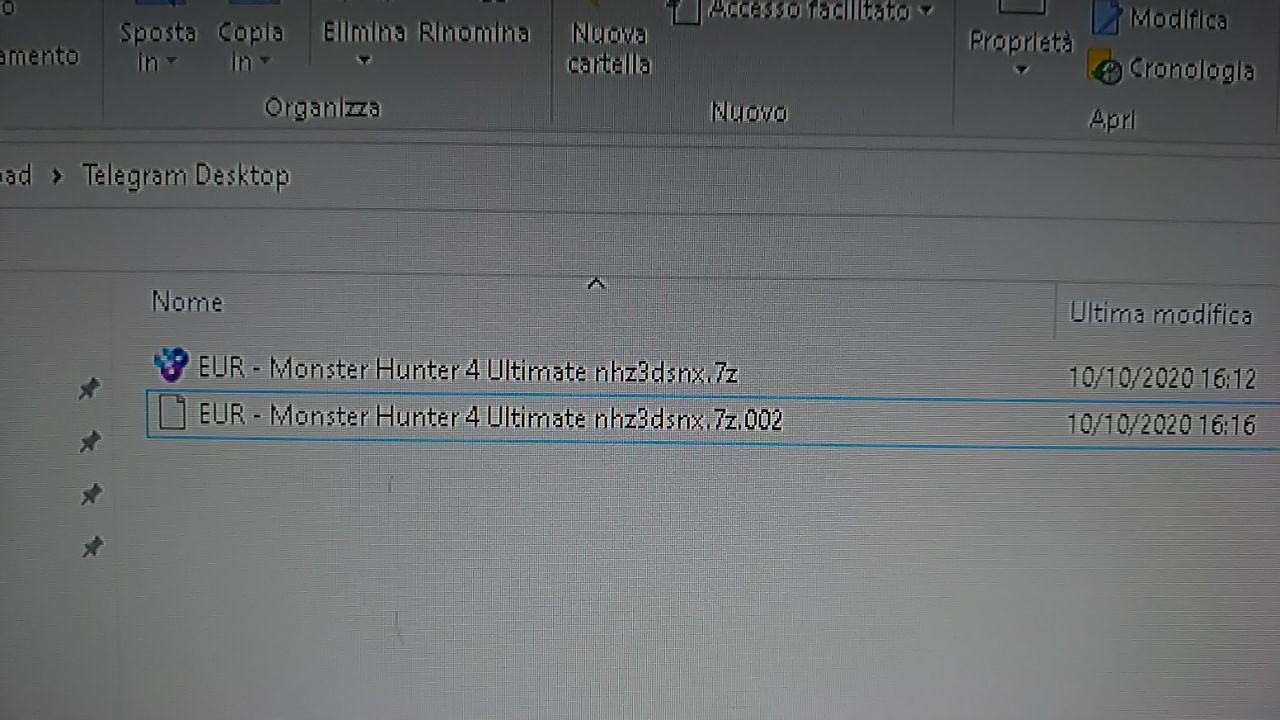 Accesso facilitato
Sposta in
Copia in
Elimina
Rinomina
Nuova cartella
Proprietà
Modifica
Cronologia
amento
Organizza
Nuovo
Apri
oad > Telegram Desktop
Nome
Ultima modifica
EUR - Monster Hunter 4 Ultimate nhz3dsnx.7z
10/10/2020 16:12
EUR - Monster Hunter 4 Ultimate nhz3dsnx.7z.002
10/10/2020 16:16